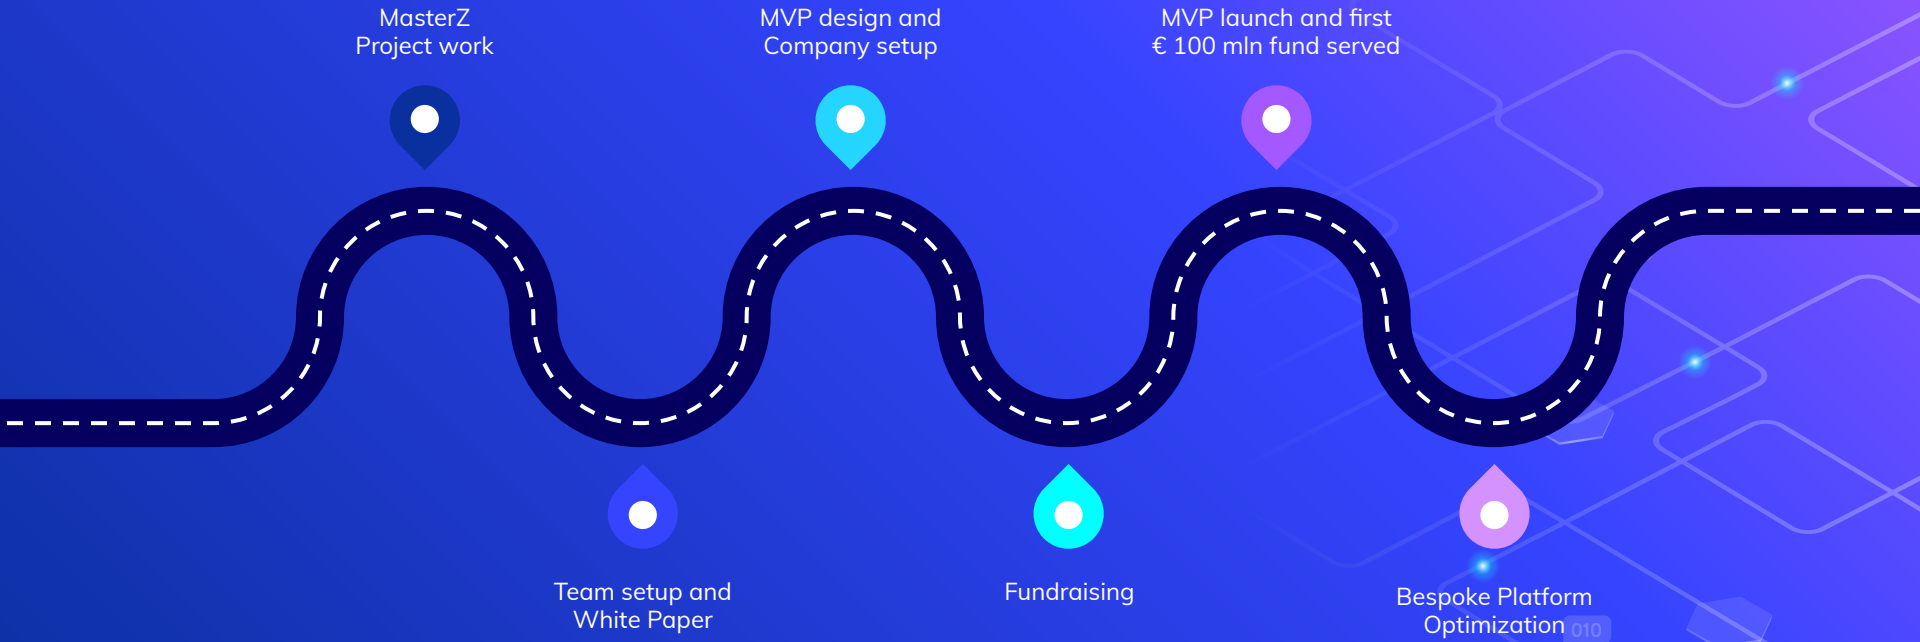 MasterZ
Project work
MVP design and
Company setup
MVP launch and first
€ 100 mln fund served
Team setup and
White Paper
Fundraising
Bespoke Platform
Optimization
010